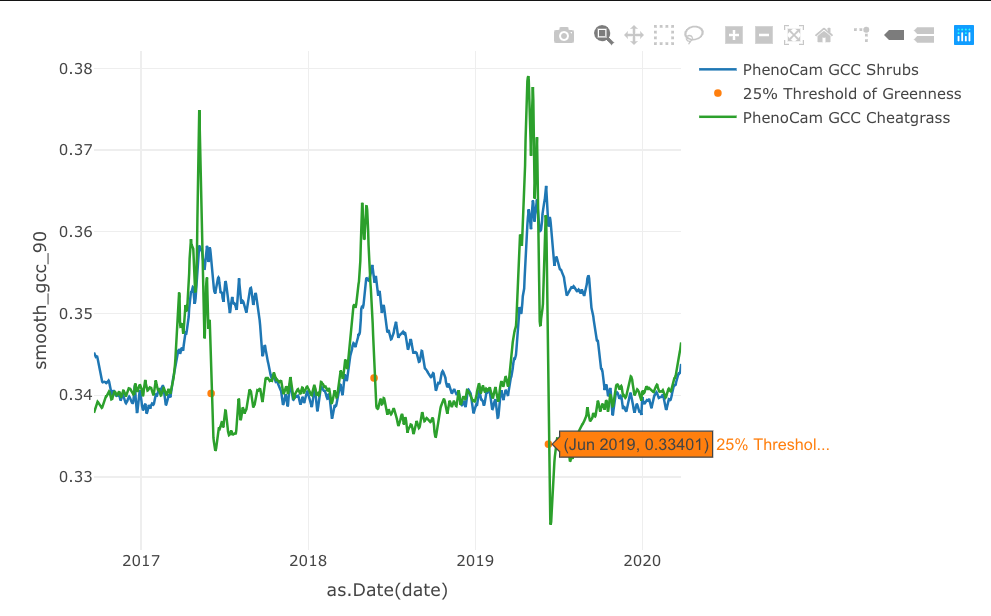 PhenoCam GCC Shrubs
25% Threshold of Greenness
PhenoCam GCC Cheatgrass
0.38
0.37
0.36
0.35
0.34
0.33
smooth_gcc_90
(Jun 2019, 0.33401) 25% Threshol...
2017 2018 2019 2020
as.Date(date)